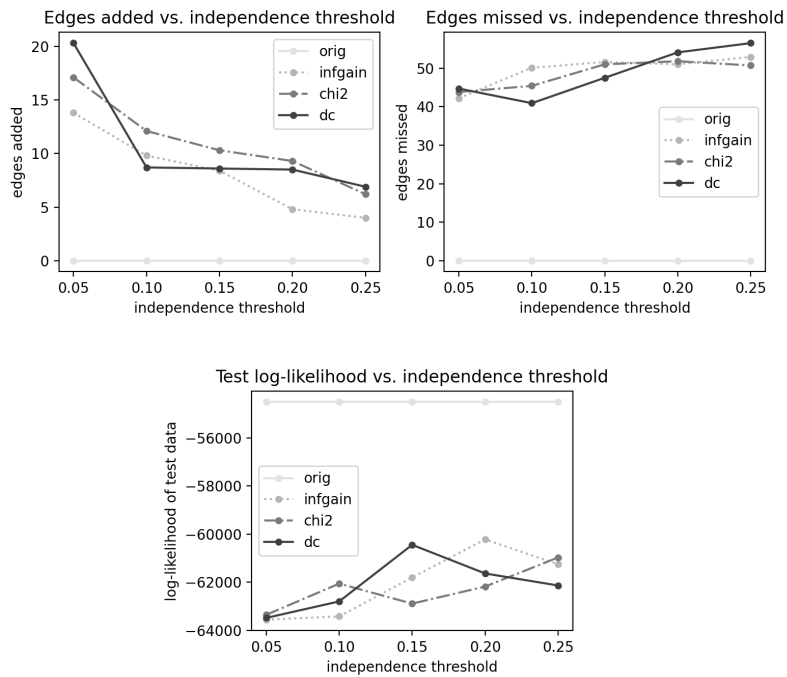 Edges added vs. independence threshold
edges added
20
15
10
5
0
orig
infgain
chi2
dc
0.05 0.10 0.15 0.20 0.25
independence threshold
Edges missed vs. independence threshold
edges missed
50
40
30
20
10
0
orig
infgain
chi2
dc
0.05 0.10 0.15 0.20 0.25
independence threshold
Test log-likelihood vs. independence threshold
log-likelihood of test data
−56000
−58000
−60000
−62000
−64000
orig
infgain
chi2
dc
0.05 0.10 0.15 0.20 0.25
independence threshold